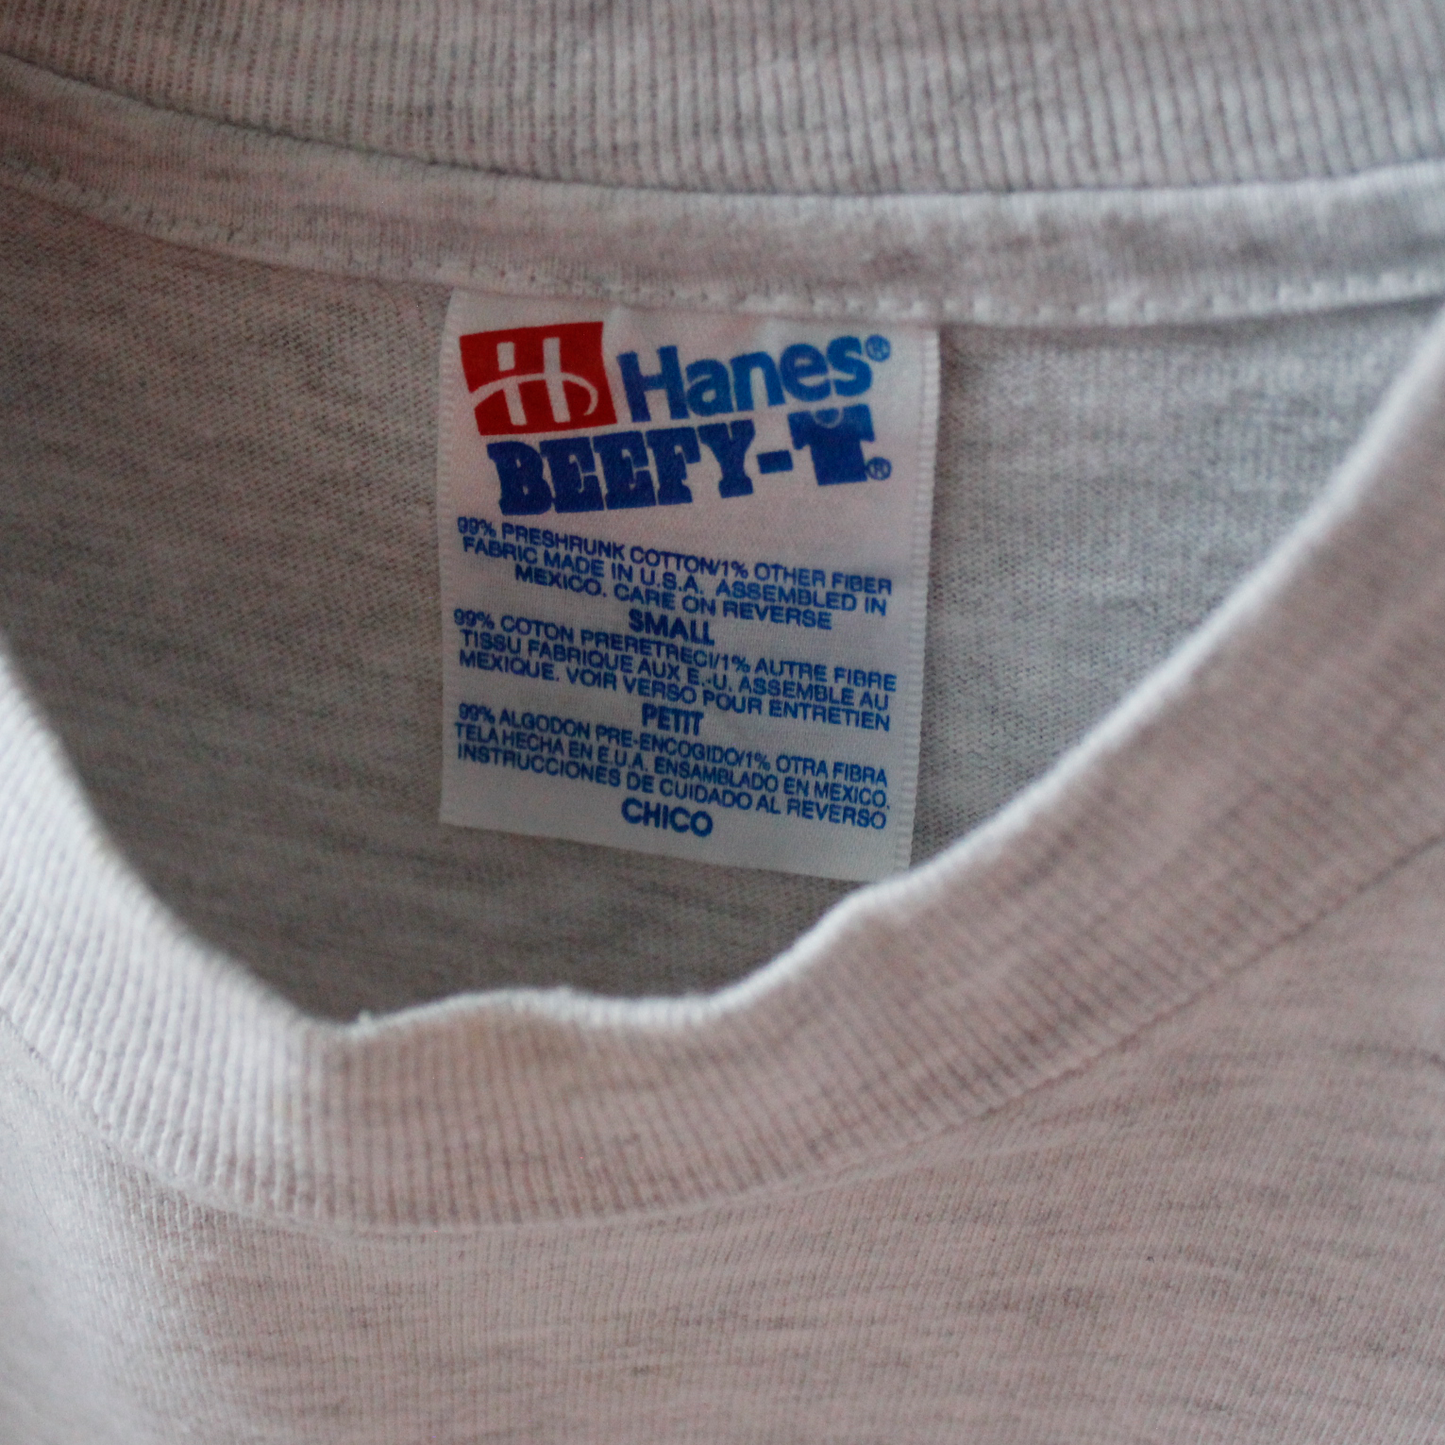 H Hanes®
BEEFY-T®
99% PRESHRUNK COTTON/1% OTHER FIBER
FABRIC MADE IN U.S.A. ASSEMBLED IN
MEXICO. CARE ON REVERSE
SMALL
99% COTON PRERETRECI/1% AUTRE FIBRE
TISSU FABRIQUE AUX E.-U. ASSEMBLE AU
MEXIQUE. VOIR VERSO POUR ENTRETIEN
PETIT
99% ALGODON PRE-ENCOGIDO/1% OTRA FIBRA
TELA HECHA EN E.U.A. ENSAMBLADO EN MEXICO.
INSTRUCCIONES DE CUIDADO AL REVERSO
CHICO